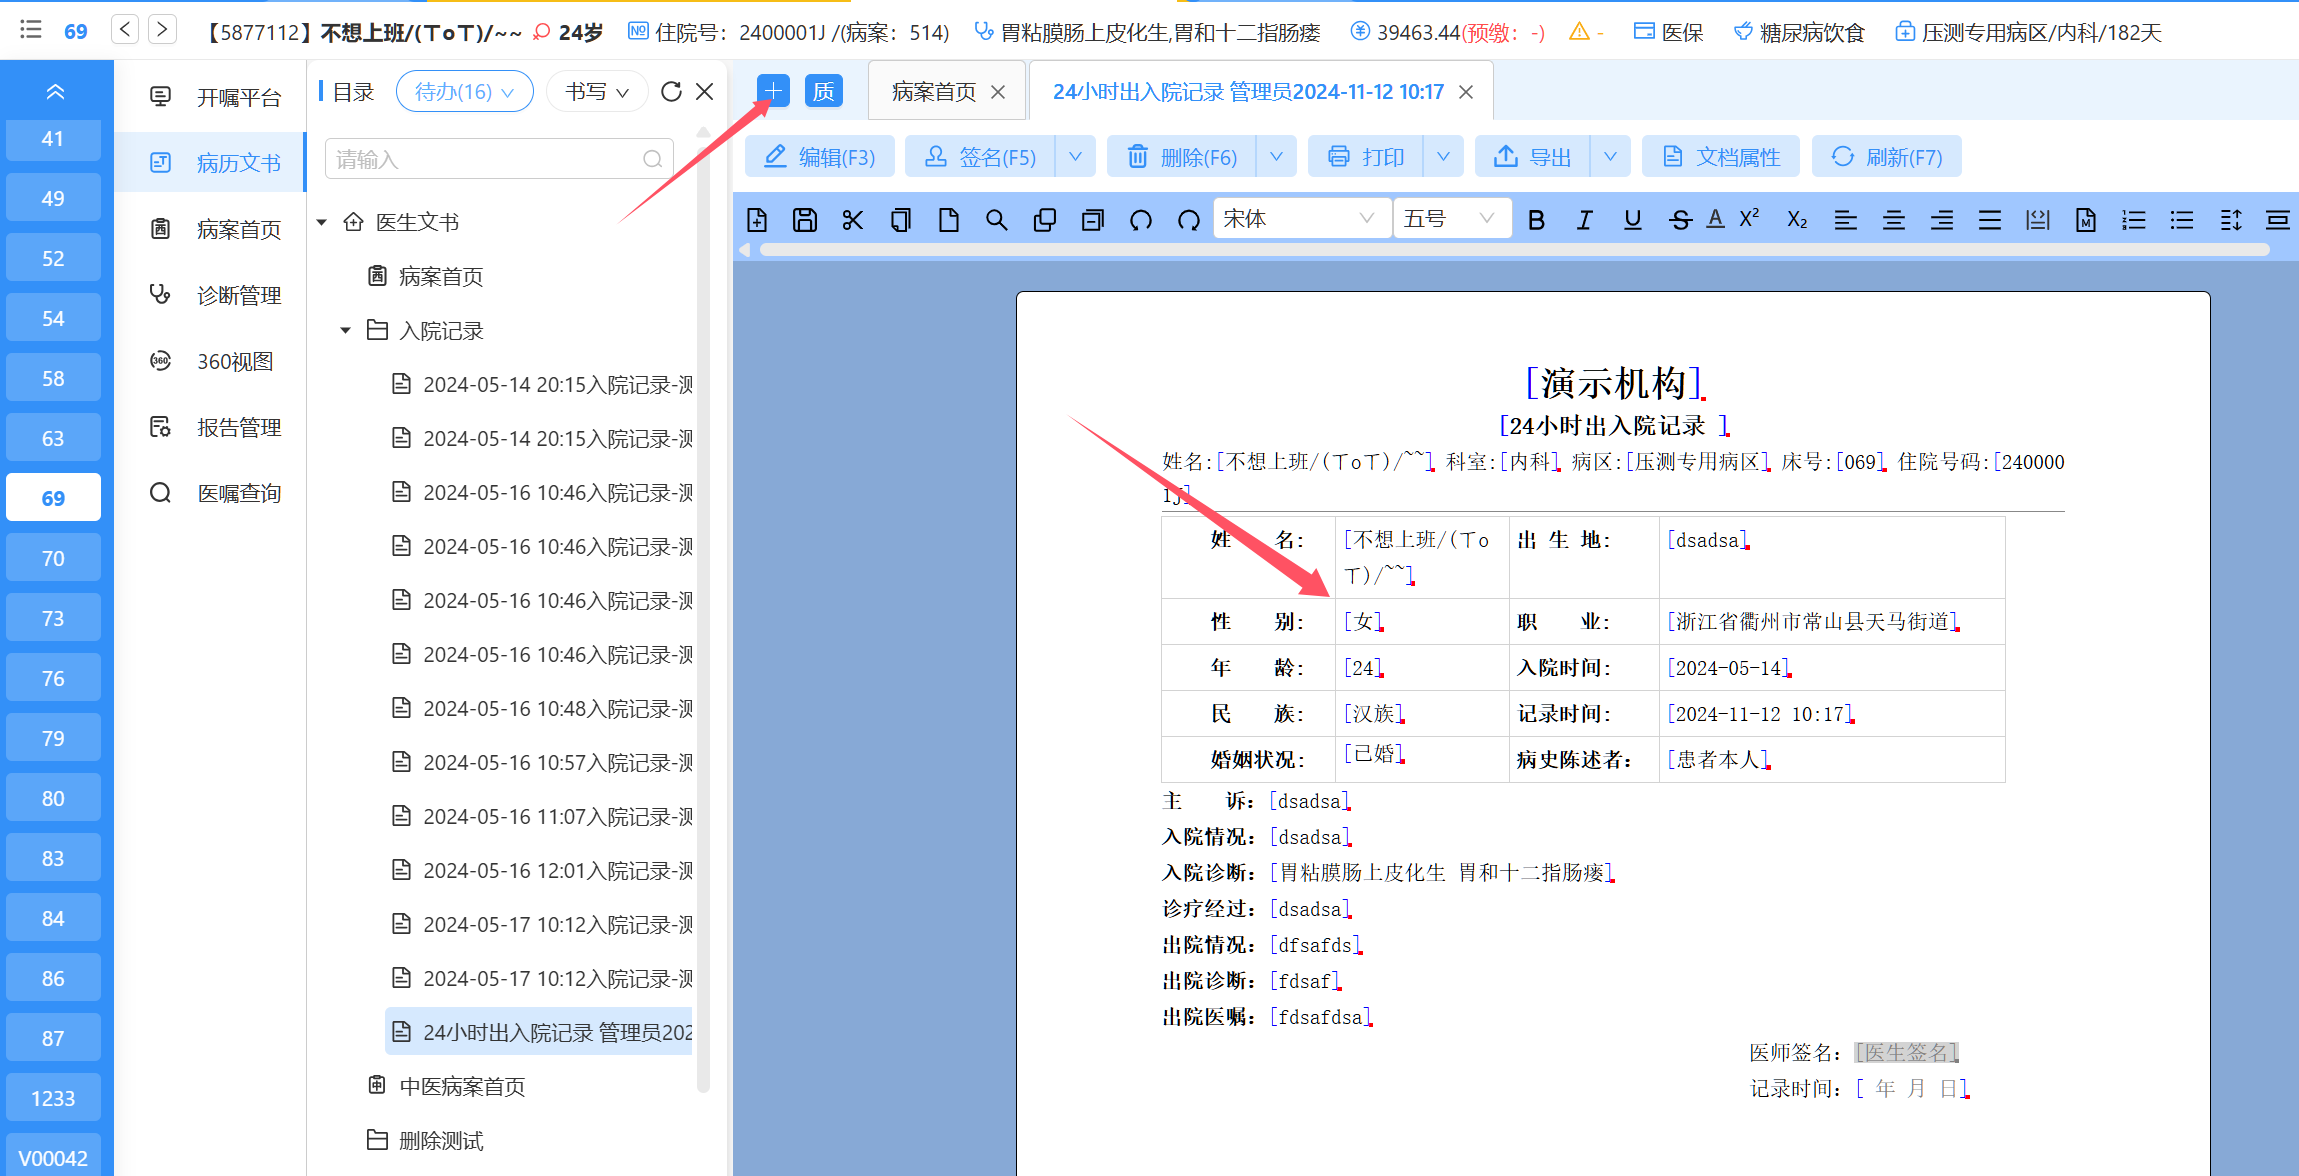 69 【5877112】不想上班/(ㄒoㄒ)/~~ 24岁 住院号：2400001J /(病案：514) 胃粘膜肠上皮化生,胃和十二指肠瘘 39463.44(预缴：-) - 医保 糖尿病饮食 压测专用病区/内科/182天
41
49
52
54
58
63
69
70
73
76
79
80
83
84
86
87
1233
V00042
开嘱平台
病历文书
病案首页
诊断管理
360视图
报告管理
医嘱查询
目录 待办(16) 书写
请输入
医生文书
病案首页
入院记录
2024-05-14 20:15入院记录-测
2024-05-14 20:15入院记录-测
2024-05-16 10:46入院记录-测
2024-05-16 10:46入院记录-测
2024-05-16 10:46入院记录-测
2024-05-16 10:46入院记录-测
2024-05-16 10:48入院记录-测
2024-05-16 10:57入院记录-测
2024-05-16 11:07入院记录-测
2024-05-16 12:01入院记录-测
2024-05-17 10:12入院记录-测
2024-05-17 10:12入院记录-测
24小时出入院记录 管理员202
中医病案首页
删除测试
质 病案首页 24小时出入院记录 管理员2024-11-12 10:17
编辑(F3) 签名(F5) 删除(F6) 打印 导出 文档属性 刷新(F7)
宋体 五号
[演示机构]
[24小时出入院记录 ]
姓名:[不想上班/(ㄒoㄒ)/~~] 科室:[内科] 病区:[压测专用病区] 床号:[069] 住院号码:[240000
1J]
姓 名： [不想上班/(ㄒo 出 生 地： [dsadsa]
ㄒ)/~~]
性 别： [女] 职 业： [浙江省衢州市常山县天马街道]
年 龄： [24] 入院时间： [2024-05-14]
民 族： [汉族] 记录时间： [2024-11-12 10:17]
婚姻状况： [已婚] 病史陈述者： [患者本人]
主 诉：[dsadsa]
入院情况：[dsadsa]
入院诊断：[胃粘膜肠上皮化生 胃和十二指肠瘘]
诊疗经过：[dsadsa]
出院情况：[dfsafds]
出院诊断：[fdsaf]
出院医嘱：[fdsafdsa]
医师签名：[医生签名]
记录时间：[ 年 月 日]